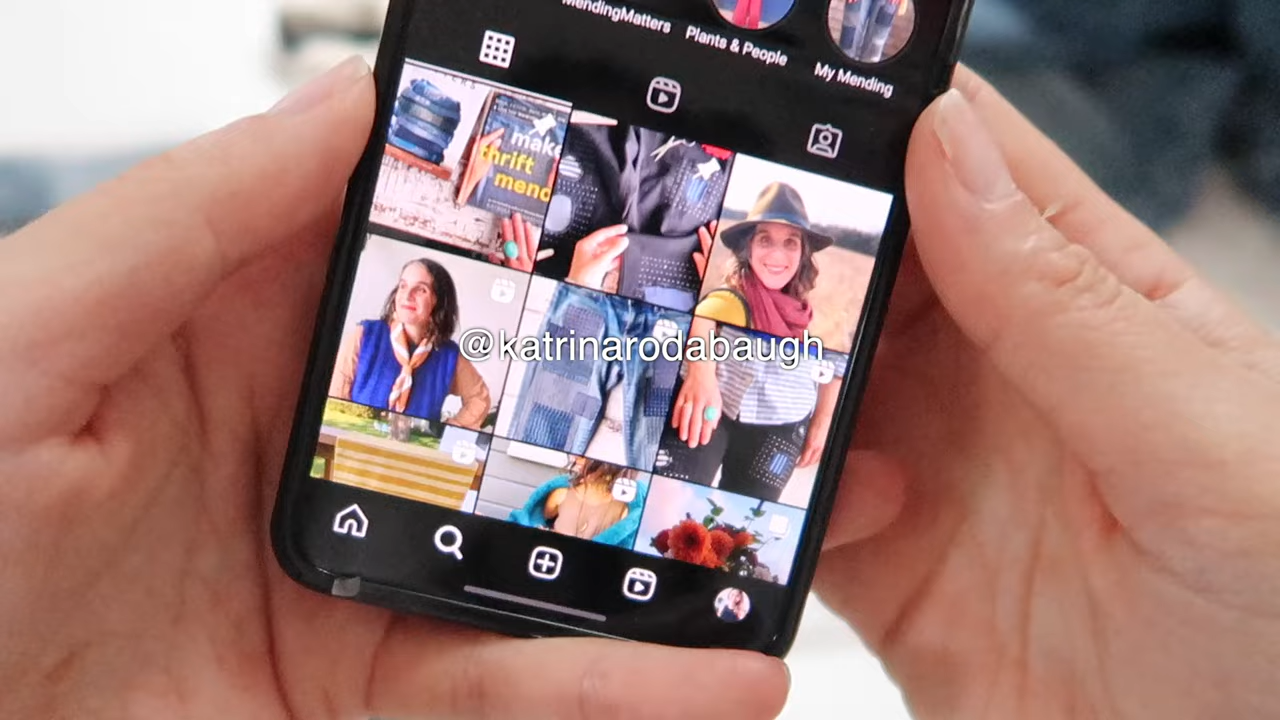 MendingMatters
Plants & People
My Mending
make
thrift
mend
@katrinarodabaugh